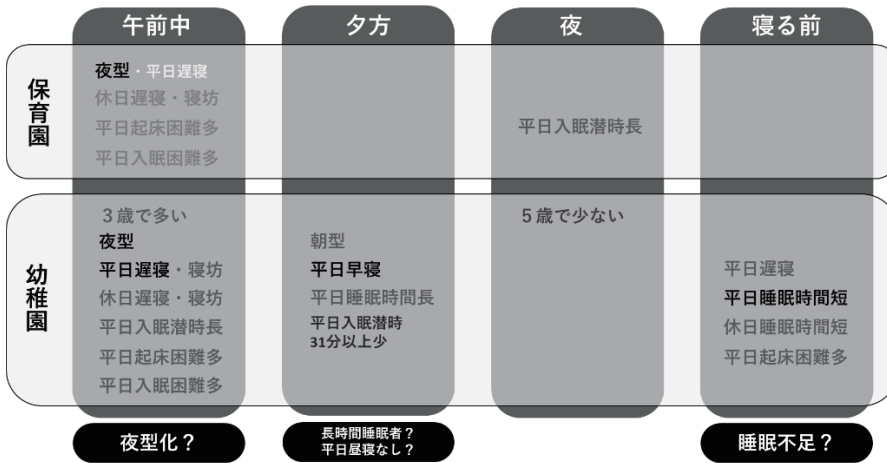 午前中
夕方
夜
寝る前
保育園
夜型・平日遅寝
休日遅寝・寝坊
平日起床困難多
平日入眠困難多
平日入眠潜時長
幼稚園
３歳で多い
夜型
平日遅寝・寝坊
休日遅寝・寝坊
平日入眠潜時長
平日起床困難多
平日入眠困難多
朝型
平日早寝
平日睡眠時間長
平日入眠潜時
31分以上少
５歳で少ない
平日遅寝
平日睡眠時間短
休日睡眠時間短
平日起床困難多
夜型化？
長時間睡眠者？
平日昼寝なし？
睡眠不足？